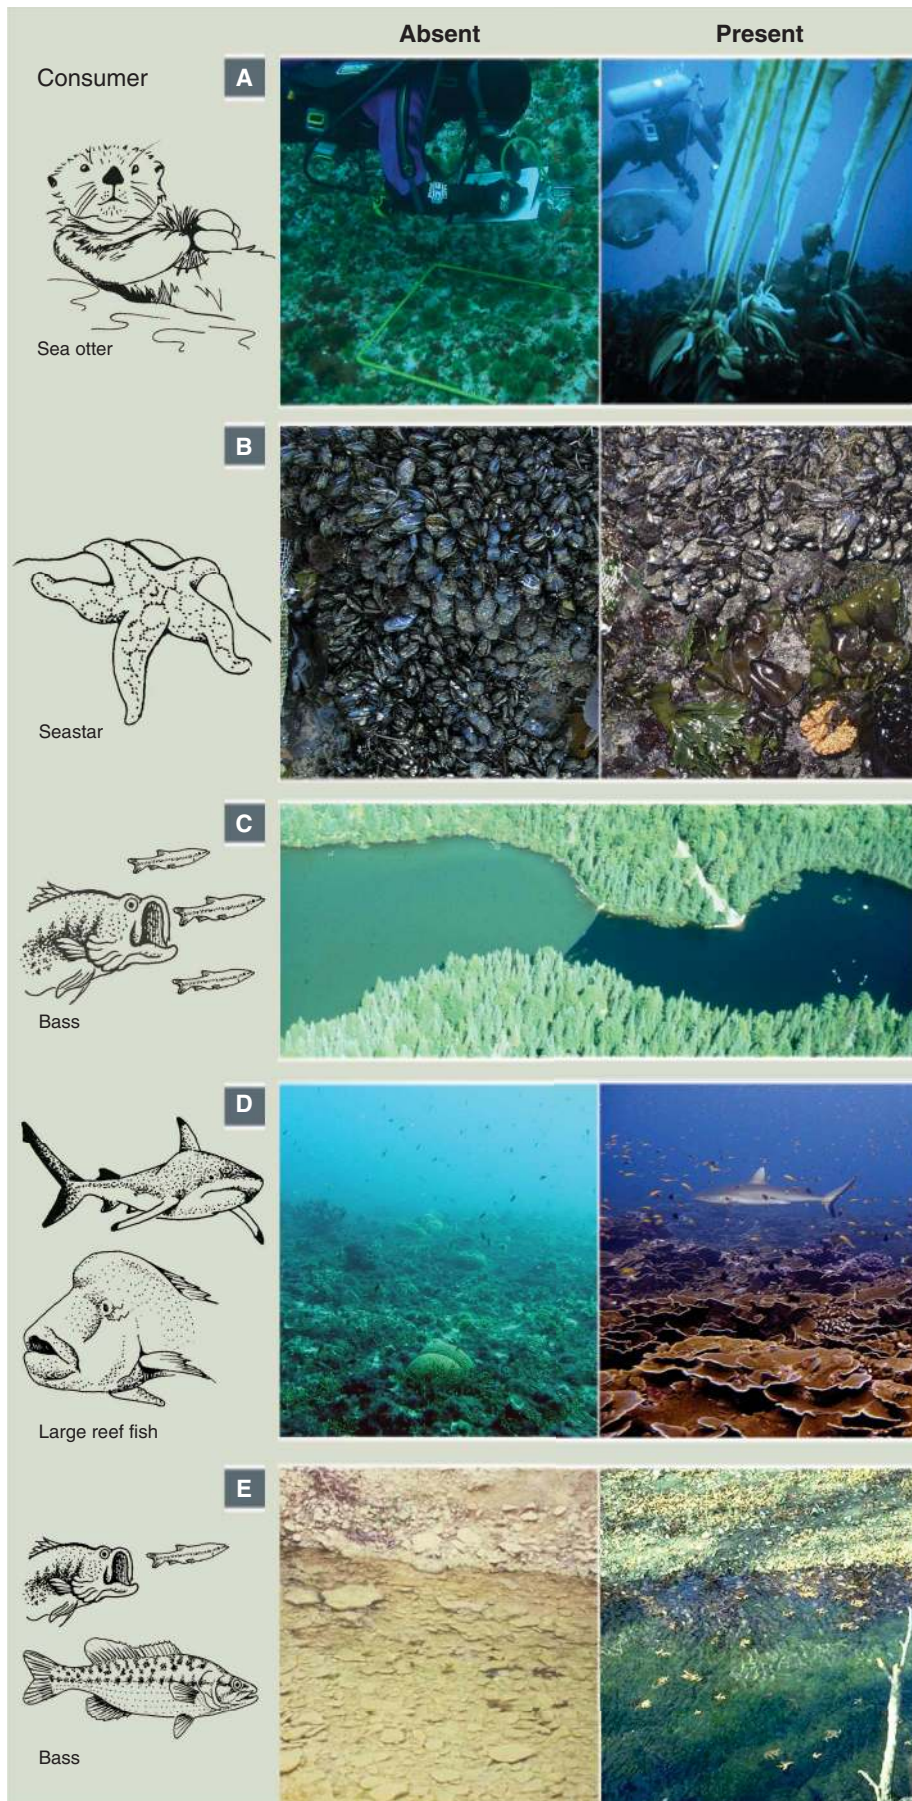 Absent
Present
Consumer
A
Sea otter
B
Seastar
C
Bass
D
Large reef fish
E
Bass